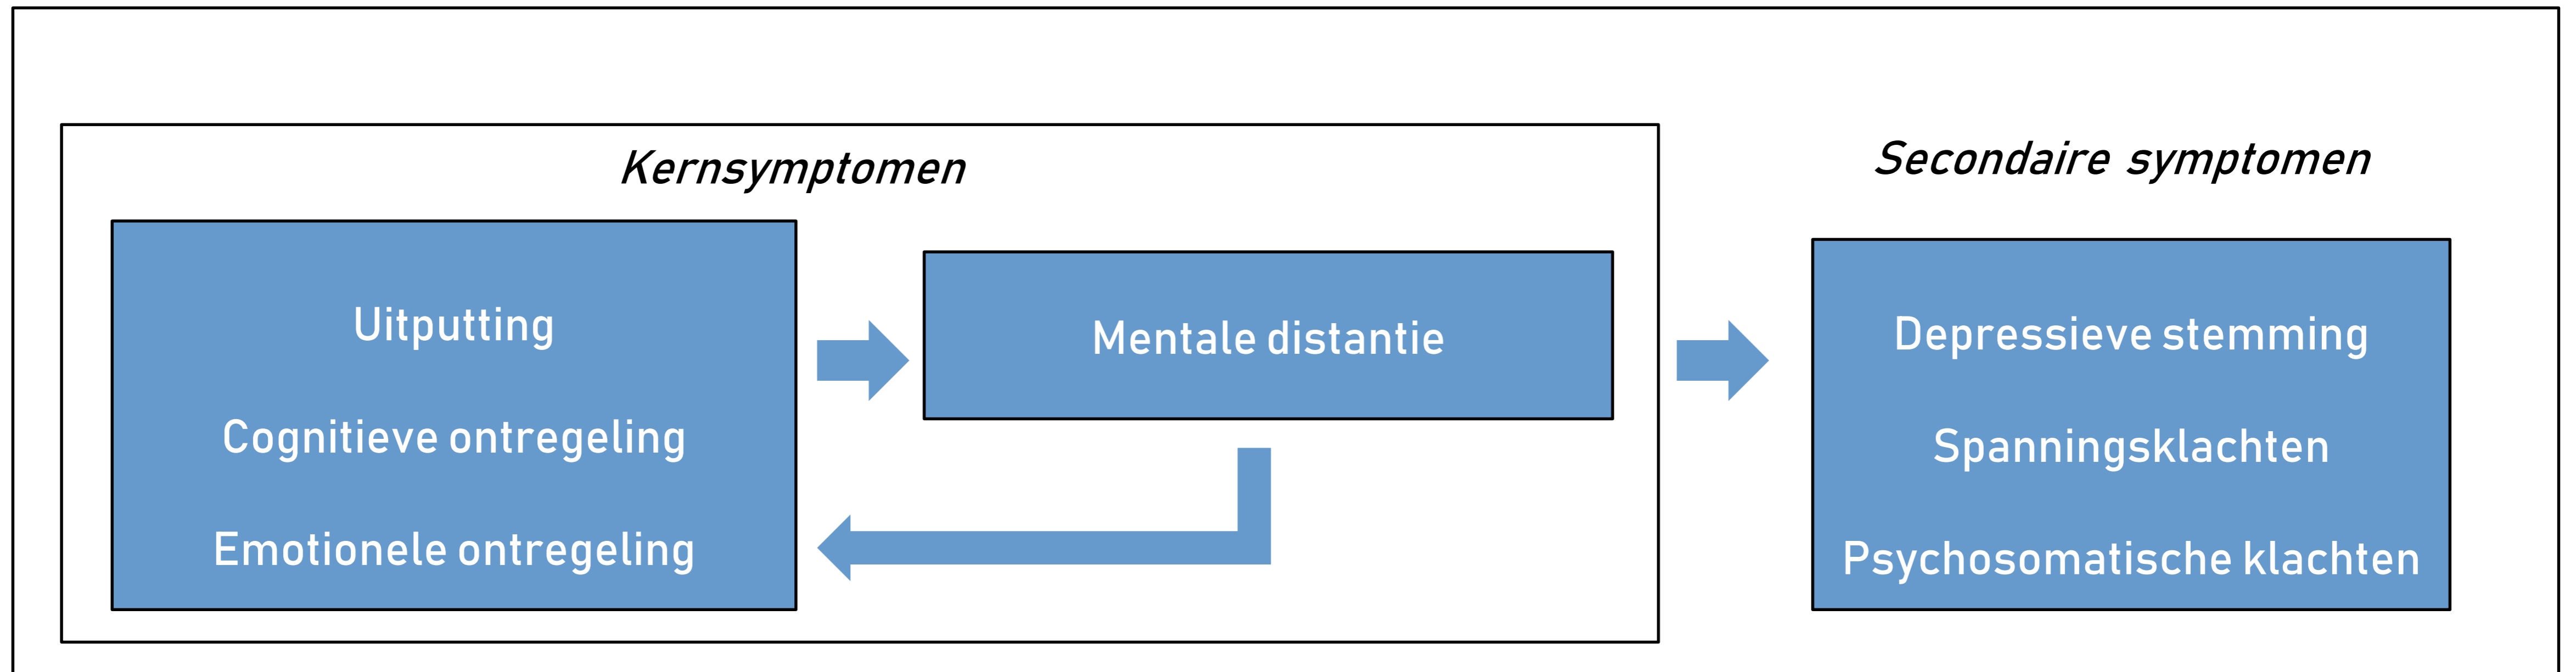 Kernsymptomen
Uitputting
Cognitieve ontregeling
Emotionele ontregeling
Mentale distantie
Secondaire symptomen
Depressieve stemming
Spanningsklachten
Psychosomatische klachten